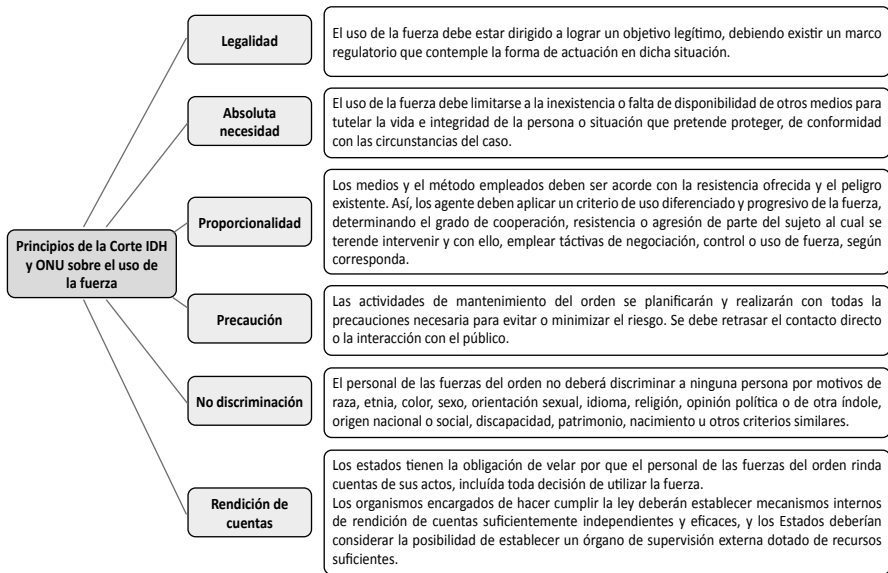 Principios de la Corte IDH
y ONU sobre el uso de
la fuerza
Legalidad
El uso de la fuerza debe estar dirigido a lograr un objetivo legítimo, debiendo existir un marco
regulatorio que contemple la forma de actuación en dicha situación.
Absoluta
necesidad
El uso de la fuerza debe limitarse a la inexistencia o falta de disponibilidad de otros medios para
tutelar la vida e integridad de la persona o situación que pretende proteger, de conformidad
con las circunstancias del caso.
Proporcionalidad
Los medios y el método empleados deben ser acorde con la resistencia ofrecida y el peligro
existente. Así, los agente deben aplicar un criterio de uso diferenciado y progresivo de la fuerza,
determinando el grado de cooperación, resistencia o agresión de parte del sujeto al cual se
terende intervenir y con ello, emplear táctivas de negociación, control o uso de fuerza, según
corresponda.
Precaución
Las actividades de mantenimiento del orden se planificarán y realizarán con todas la
precauciones necesaria para evitar o minimizar el riesgo. Se debe retrasar el contacto directo
o la interacción con el público.
No discriminación
El personal de las fuerzas del orden no deberá discriminar a ninguna persona por motivos de
raza, etnia, color, sexo, orientación sexual, idioma, religión, opinión política o de otra índole,
origen nacional o social, discapacidad, patrimonio, nacimiento u otros criterios similares.
Rendición de
cuentas
Los estados tienen la obligación de velar por que el personal de las fuerzas del orden rinda
cuentas de sus actos, incluída toda decisión de utilizar la fuerza.
Los organismos encargados de hacer cumplir la ley deberán establecer mecanismos internos
de rendición de cuentas suficientemente independientes y eficaces, y los Estados deberían
considerar la posibilidad de establecer un órgano de supervisión externa dotado de recursos
suficientes.